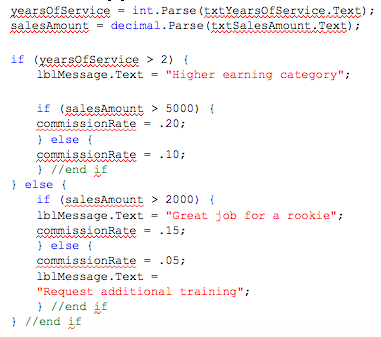 yearsOfService = int.Parse(txtYearsOfService.Text);
salesAmount = decimal.Parse(txtSalesAmount.Text);
if (yearsOfService > 2) {
lblMessage.Text = "Higher earning category";
if (salesAmount > 5000) {
commissionRate = .20;
} else {
commissionRate = .10;
} //end if
} else {
if (salesAmount > 2000) {
lblMessage.Text = "Great job for a rookie";
commissionRate = .15;
} else {
commissionRate = .05;
lblMessage.Text =
"Request additional training";
} //end if
} //end if